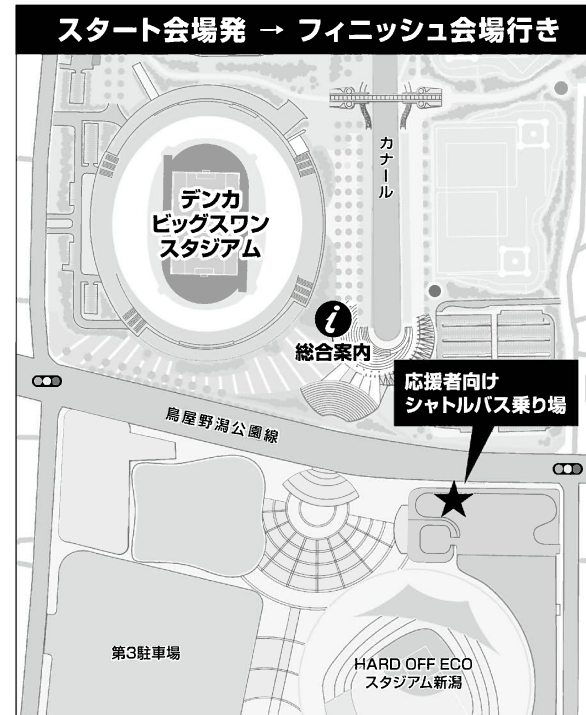 スタート会場発 → フィニッシュ会場行き
カナール
デンカ
ビッグスワン
スタジアム
i
総合案内
応援者向け
シャトルバス乗り場
鳥屋野潟公園線
第3駐車場
HARD OFF ECO
スタジアム新潟